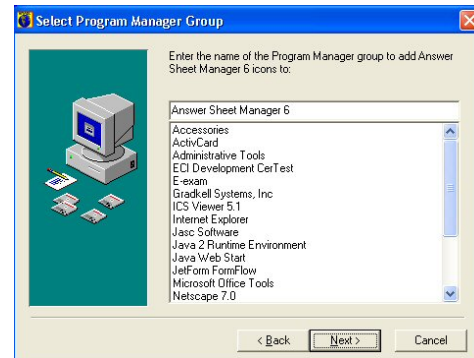 Select Program Manager Group
Enter the name of the Program Manager group to add Answer
Sheet Manager 6 icons to:
Answer Sheet Manager 6
Accessories
ActivCard
Administrative Tools
ECI Development CerTest
E-exam
Gradkell Systems, Inc
ICS Viewer 5.1
Internet Explorer
Jasc Software
Java 2 Runtime Environment
Java Web Start
JetForm FormFlow
Microsoft Office Tools
Netscape 7.0
< Back
Next >
Cancel